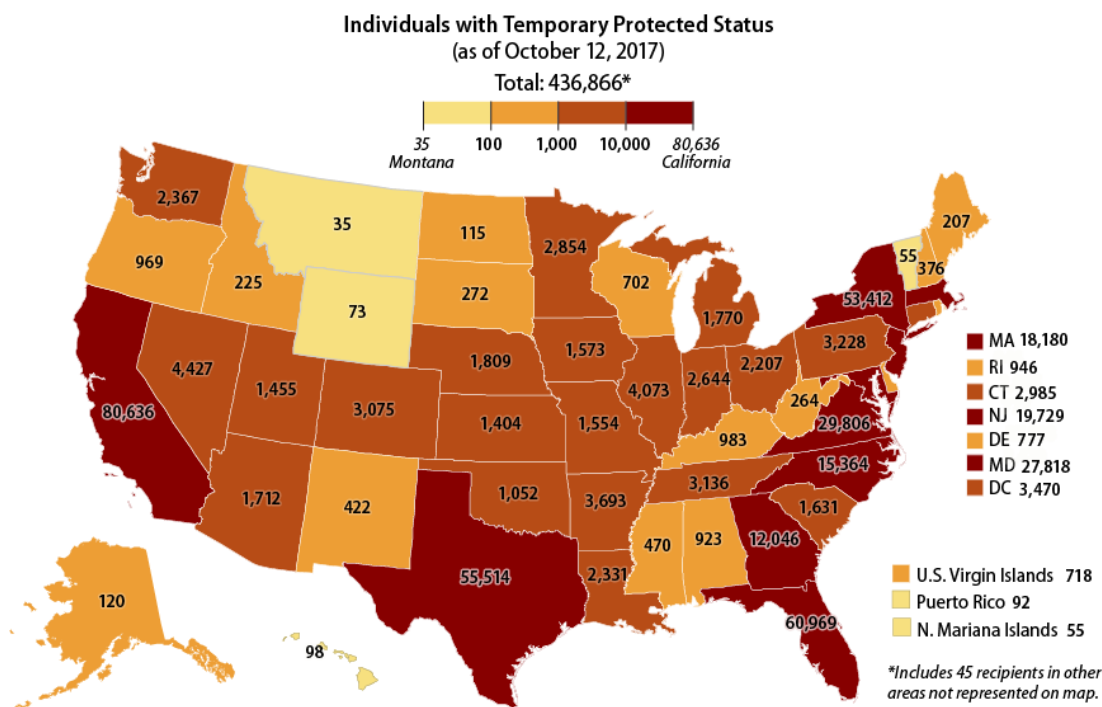 Individuals with Temporary Protected Status
(as of October 12, 2017)
Total: 436,866*
35 100 1,000 10,000 80,636
Montana California
2,367
35
115
2,854
207
55
376
969
225
272
702
53,412
73
1,770
1,809
1,573
3,228
MA 18,180
4,427
1,455
2,207
RI 946
3,075
4,073
2,644
264
CT 2,985
80,636
1,404
1,554
29,806
NJ 19,729
983
DE 777
15,364
MD 27,818
1,712
422
1,052
3,693
3,136
DC 3,470
1,631
470
923
12,046
55,514
2,331
U.S. Virgin Islands 718
120
Puerto Rico 92
60,969
N. Mariana Islands 55
98
*Includes 45 recipients in other
areas not represented on map.